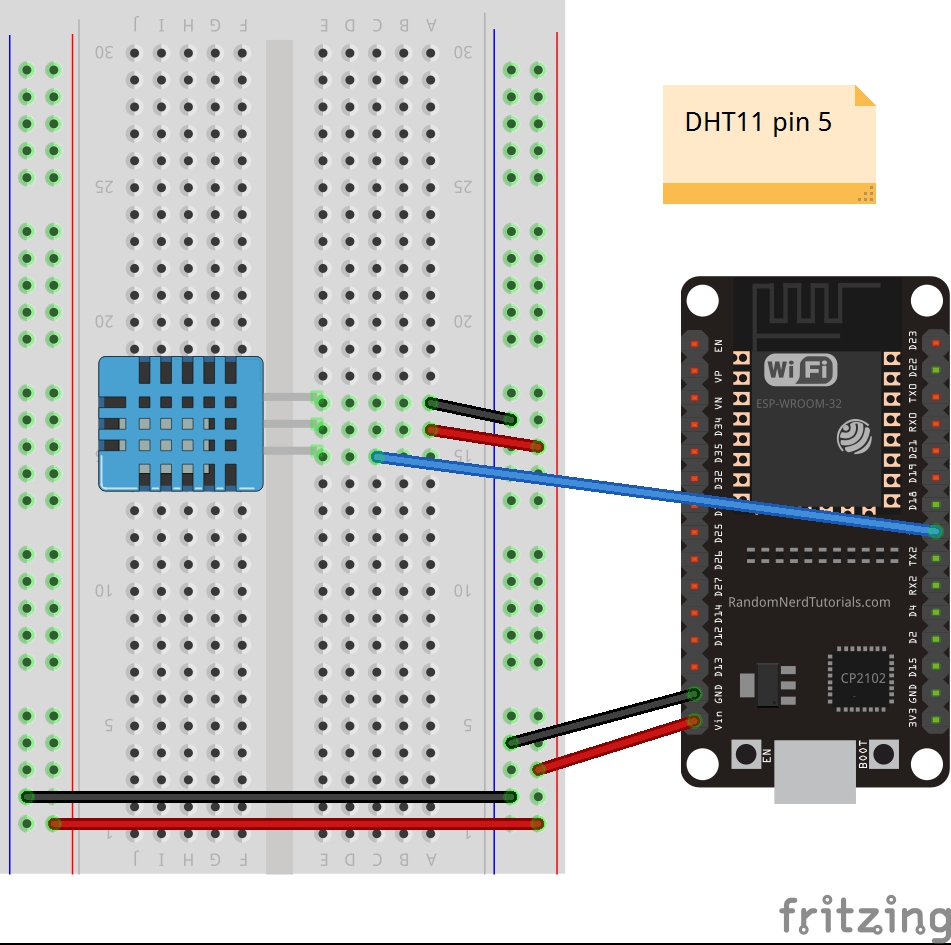 J I H G F E D C B A
30 30
DHT11 pin 5
25 25
20 20
15
10 10
5 5
1 1
J I H G F E D C B A
WiFi
ESP-WROOM-32
EN
VP
VN
D34
D35
D32
D25
D26
D27
D14
D12
D13
GND
Vin
D23
D22
TX0
RX0
D21
D19
D18
TX2
RX2
D4
D2
D15
GND
3V3
RandomNerdTutorials.com
CP2102
EN
BOOT
fritzing